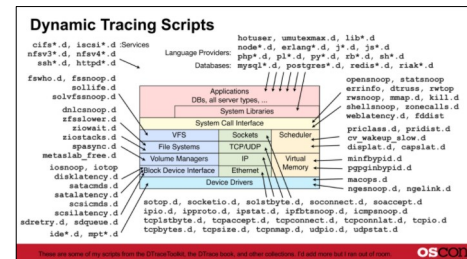 Dynamic Tracing Scripts
cifs*.d, iscsi*.d :Services
nfsv3*.d, nfsv4*.d
ssh*.d, httpd*.d
hotuser, umutexmax.d, lib*.d
Language Providers: node*.d, erlang*.d, j*.d, js*.d
php*.d, pl*.d, py*.d, rb*.d, sh*.d
Databases: mysql*.d, postgres*.d, redis*.d, riak*.d
fswho.d, fssnoop.d
sollife.d
solvfssnoop.d
dnlcsnoop.d
zfsslower.d
ziowait.d
ziostacks.d
spasync.d
metaslab_free.d
iosnoop, iotop
disklatency.d
satacmds.d
satalatency.d
scsicmds.d
scsilatency.d
sdretry.d, sdqueue.d
ide*.d, mpt*.d
Applications
DBs, all server types, ...
System Libraries
System Call Interface
VFS
Sockets
Scheduler
File Systems
TCP/UDP
Volume Managers
IP
Virtual
Memory
Block Device Interface
Ethernet
Device Drivers
opensnoop, statsnoop
errinfo, dtruss, rwtop
rwsnoop, mmap.d, kill.d
shellsnoop, zonecalls.d
weblatency.d, fddist
priclass.d, pridist.d
cv_wakeup_slow.d
displat.d, capslat.d
minfbypid.d
pgpginbypid.d
macops.d
ngesnoop.d, ngelink.d
sotop.d, socketio.d, solstbyte.d, soconnect.d, soaccept.d
ipio.d, ipproto.d, ipstat.d, ipfbtsnoop.d, icmpsnoop.d
tcp1stbyte.d, tcpaccept.d, tcpconnect.d, tcpconnlat.d, tcpio.d
tcpbytes.d, tcpsize.d, tcpnmap.d, udpio.d, udpstat.d
These are some of my scripts from the DTraceToolkit, the DTrace book, and other collections. I'd add more but I ran out of room.
oscon